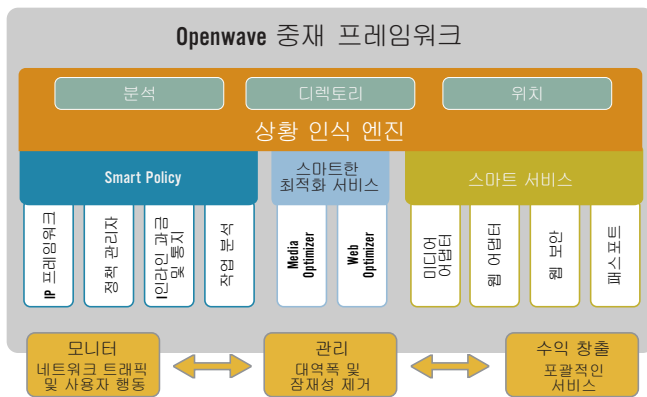 Openwave 중재 프레임워크
분석
디렉토리
위치
상황 인식 엔진
Smart Policy
스마트한
최적화 서비스
스마트 서비스
IP 프레임워크
정책 관리자
I인라인 과금
및 통지
작업 분석
Media
Optimizer
Web
Optimizer
미디어
어댑터
웹 어댑터
웹 보안
패스포트
모니터
네트워크 트래픽
및 사용자 행동
관리
대역폭 및
잠재성 제거
수익 창출
포괄적인
서비스